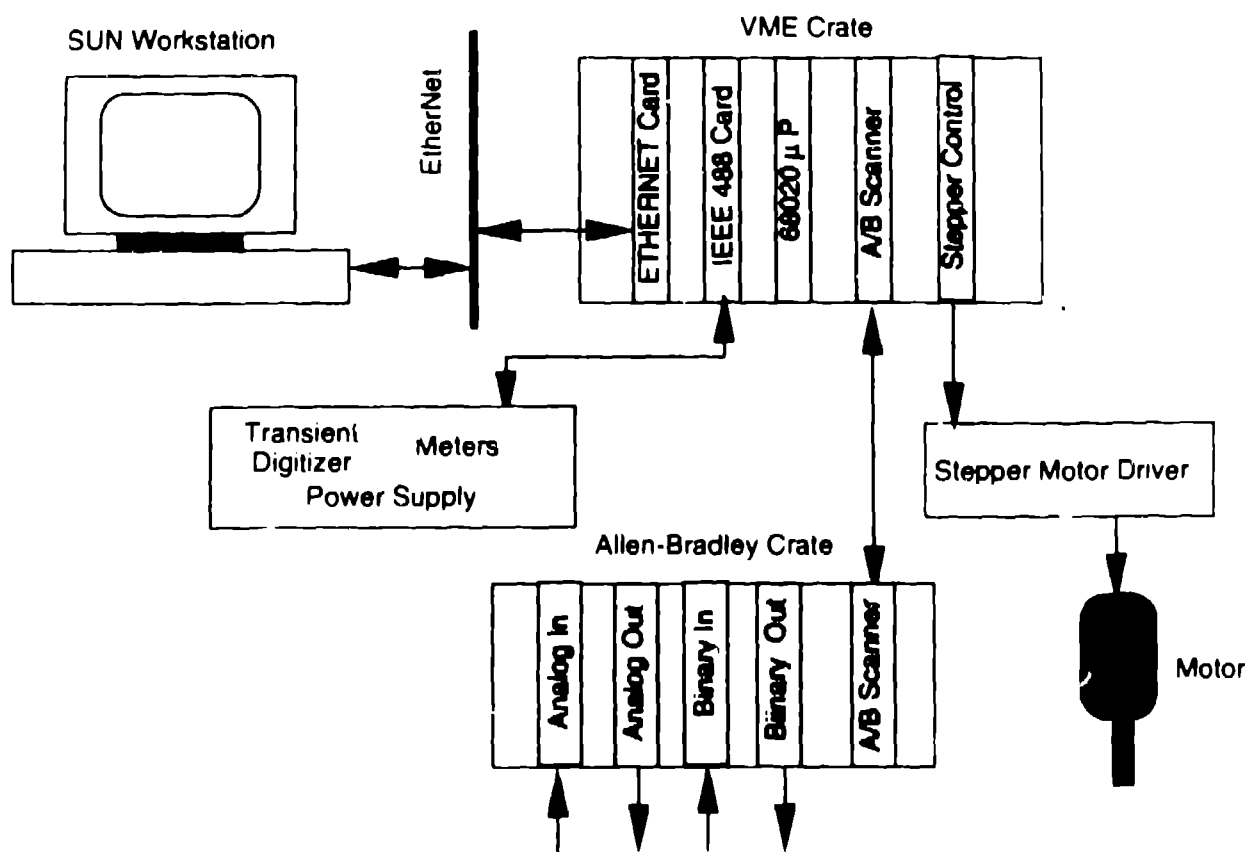 SUN Workstation
VME Crate
EtherNet
ETHERNET Card
IEEE 488 Card
68020 μ P
A/B Scanner
Stepper Control
Transient
Digitizer
Meters
Power Supply
Stepper Motor Driver
Allen-Bradley Crate
Analog In
Analog Out
Binary In
Binary Out
A/B Scanner
Motor